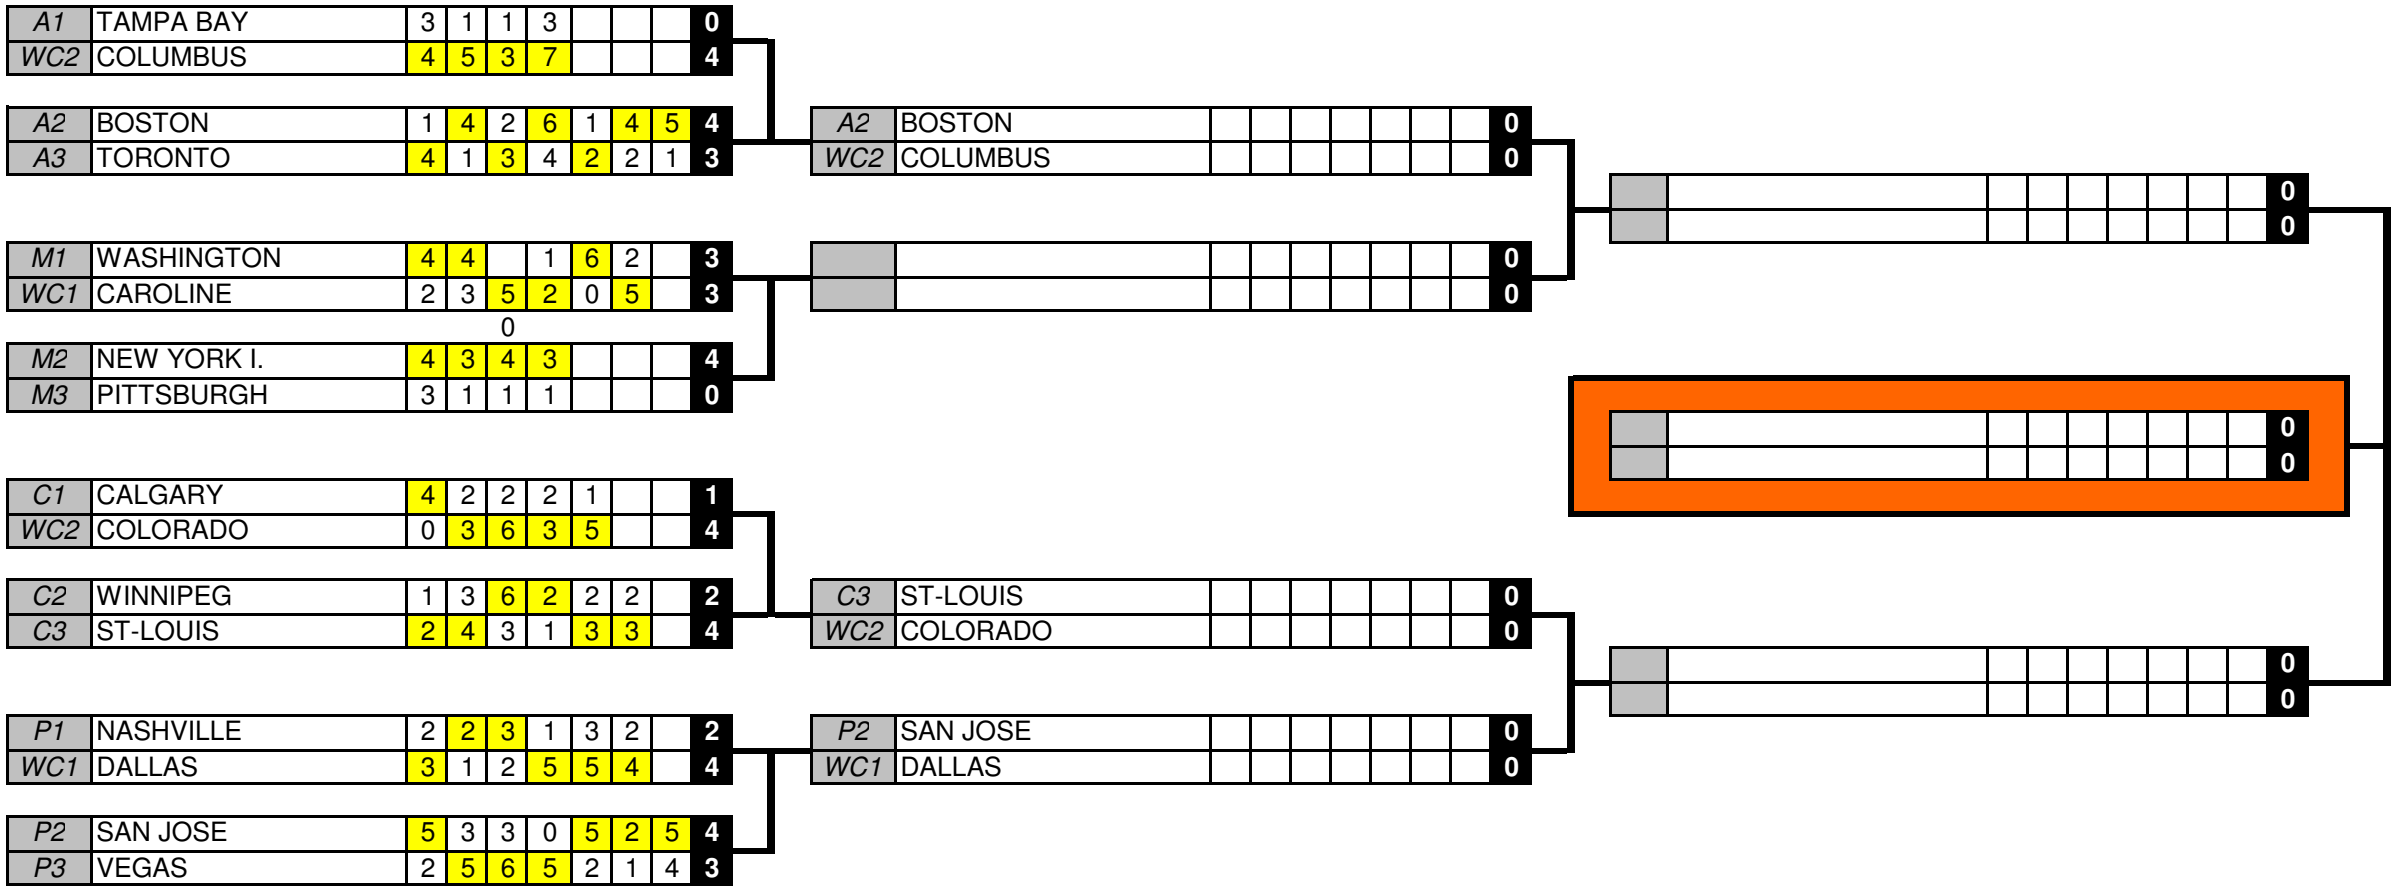 A1 TAMPA BAY 3 1 1 3 0
WC2 COLUMBUS 4 5 3 7 4
A2 BOSTON 1 4 2 6 1 4 5 4 A2 BOSTON 0
A3 TORONTO 4 1 3 4 2 2 1 3 WC2 COLUMBUS 0
0
0
M1 WASHINGTON 4 4 1 6 2 3 0
WC1 CAROLINE 2 3 5 2 0 5 3 0
0
M2 NEW YORK I. 4 3 4 3 4
M3 PITTSBURGH 3 1 1 1 0
0
0
C1 CALGARY 4 2 2 2 1 1
WC2 COLORADO 0 3 6 3 5 4
C2 WINNIPEG 1 3 6 2 2 2 2 C3 ST-LOUIS 0
C3 ST-LOUIS 2 4 3 1 3 3 4 WC2 COLORADO 0
0
0
P1 NASHVILLE 2 2 3 1 3 2 2 P2 SAN JOSE 0
WC1 DALLAS 3 1 2 5 5 4 4 WC1 DALLAS 0
P2 SAN JOSE 5 3 3 0 5 2 5 4
P3 VEGAS 2 5 6 5 2 1 4 3